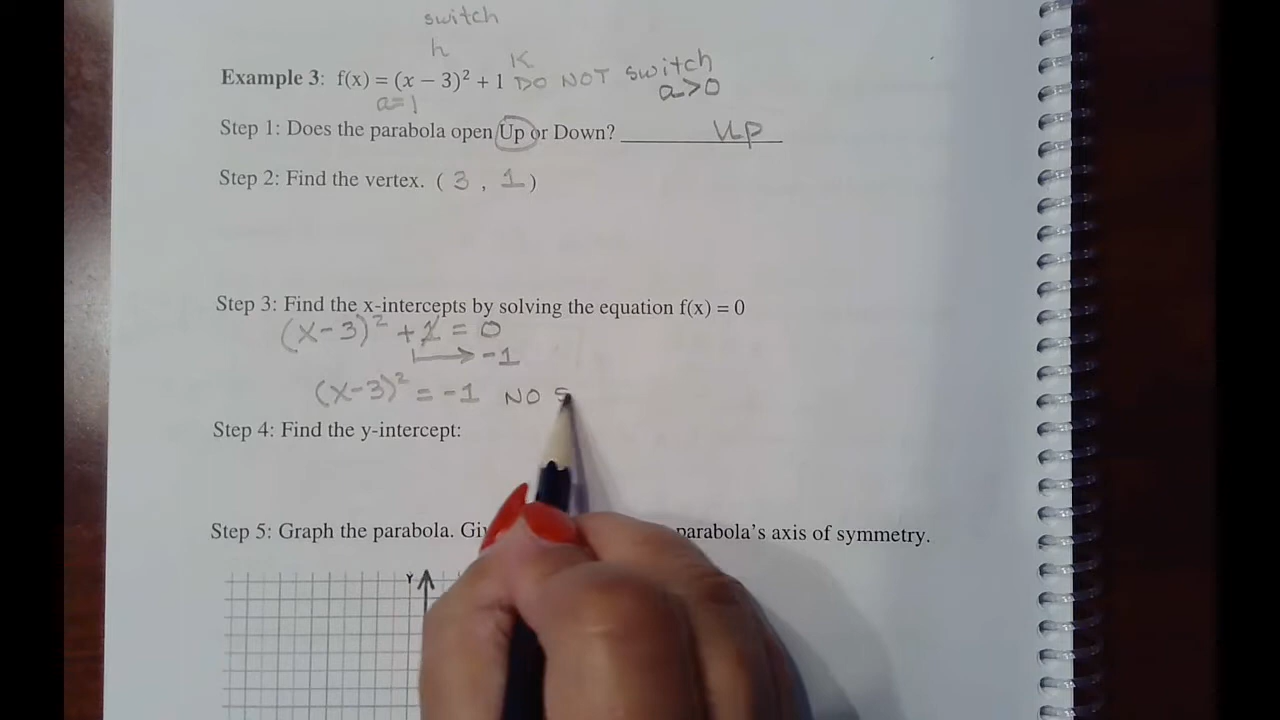 switch
h
K
Example 3: f(x) = (x − 3)² + 1 DO NOT switch
a=1 a>0
Step 1: Does the parabola open Up or Down? UP
Step 2: Find the vertex. ( 3 , 1 )
Step 3: Find the x-intercepts by solving the equation f(x) = 0
(x-3)² + 1 = 0
→ -1
(x-3)² = -1 NO S
Step 4: Find the y-intercept:
Step 5: Graph the parabola. parabola's axis of symmetry.
Y